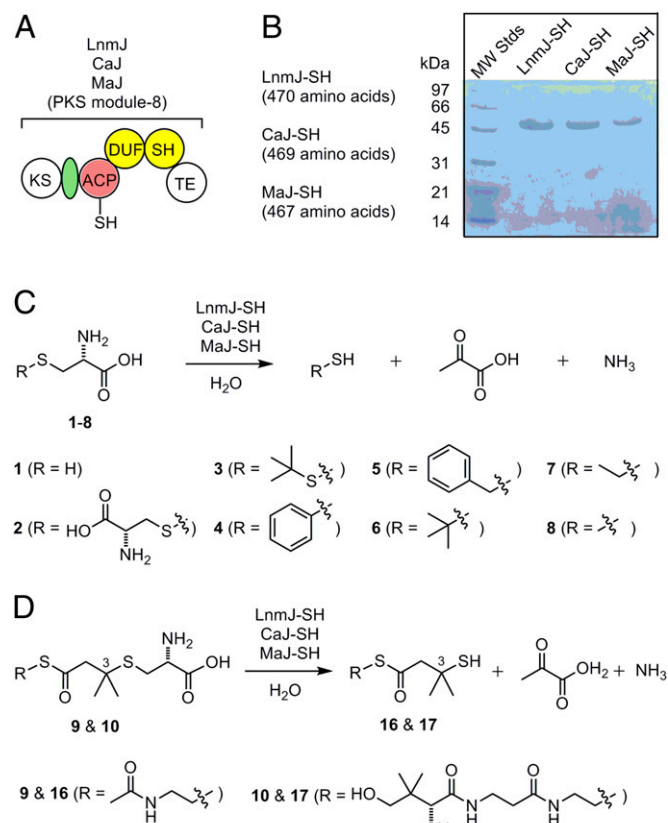 A
LnmJ
CaJ
MaJ
(PKS module-8)
KS
ACP
DUF
SH
TE
SH
B
LnmJ-SH
(470 amino acids)
CaJ-SH
(469 amino acids)
MaJ-SH
(467 amino acids)
kDa
97
66
45
31
21
14
MW Stds
LnmJ-SH
CaJ-SH
MaJ-SH
C
R S NH2 OH O
1-8
LnmJ-SH
CaJ-SH
MaJ-SH
H2O
R SH + O OH O + NH3
1 (R = H)
3 (R = S )
5 (R = )
7 (R = )
2 (R = HO O NH2 S )
4 (R = )
6 (R = )
8 (R = )
D
R S O 3 S NH2 OH O
9 & 10
LnmJ-SH
CaJ-SH
MaJ-SH
H2O
R S O 3 SH + O OH2 O + NH3
16 & 17
9 & 16 (R = O N H )
10 & 17 (R = HO O N H O N H )